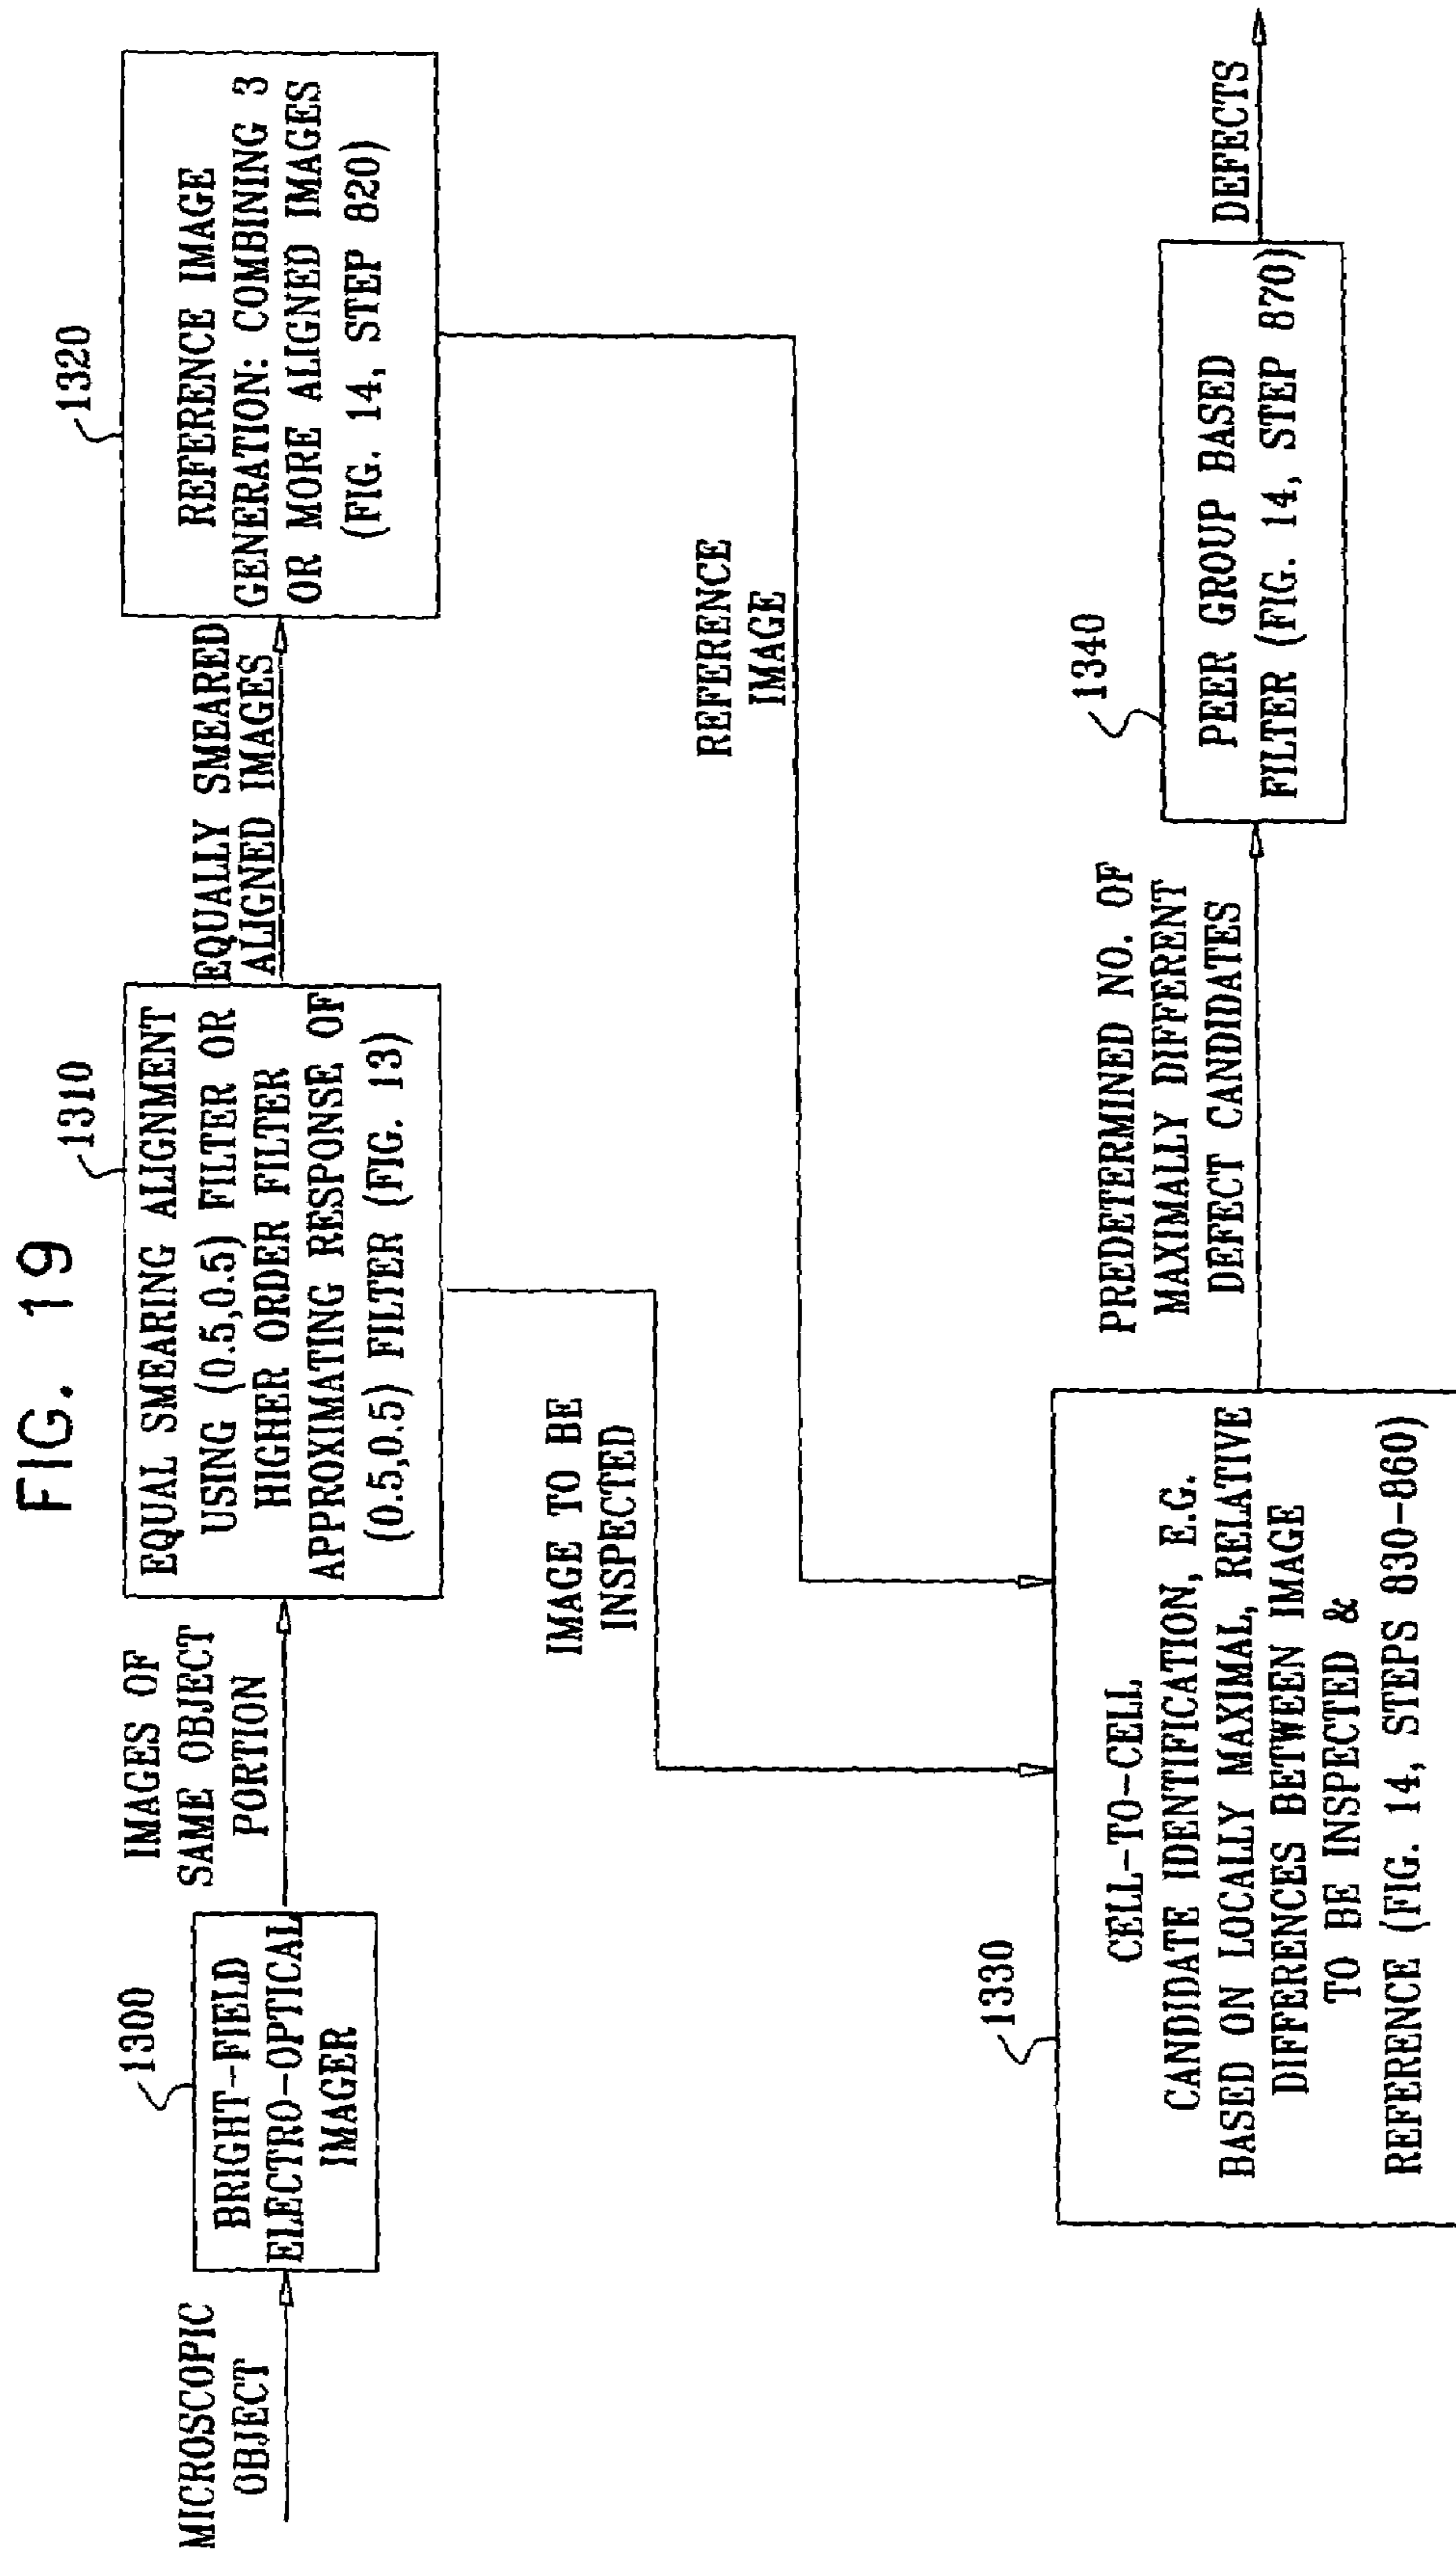 FIG. 19
MICROSCOPIC
OBJECT
1300
BRIGHT-FIELD
ELECTRO-OPTICAL
IMAGER
IMAGES OF
SAME OBJECT
PORTION
1310
EQUAL SMEARING ALIGNMENT
USING (0.5,0.5) FILTER OR
HIGHER ORDER FILTER
APPROXIMATING RESPONSE OF
(0.5,0.5) FILTER (FIG. 13)
EQUALLY SMEARED
ALIGNED IMAGES
1320
REFERENCE IMAGE
GENERATION: COMBINING 3
OR MORE ALIGNED IMAGES
(FIG. 14, STEP 820)
IMAGE TO BE
INSPECTED
REFERENCE
IMAGE
1330
CELL-TO-CELL
CANDIDATE IDENTIFICATION, E.G.
BASED ON LOCALLY MAXIMAL, RELATIVE
DIFFERENCES BETWEEN IMAGE
TO BE INSPECTED &
REFERENCE (FIG. 14, STEPS 830-860)
PREDETERMINED NO. OF
MAXIMALLY DIFFERENT
DEFECT CANDIDATES
1340
PEER GROUP BASED
FILTER (FIG. 14, STEP 870)
DEFECTS